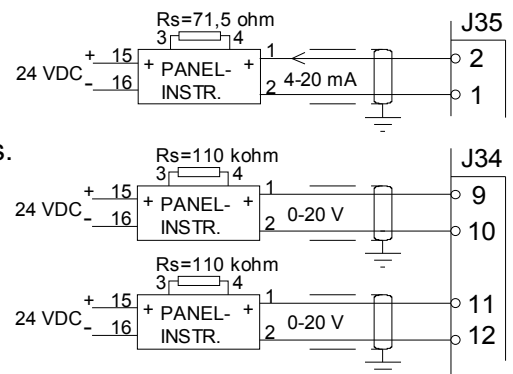 Rs=71,5 ohm
J35
3 4
+ 15 1 2
24 VDC + PANEL- + 4-20 mA
- 16 INSTR. 2 1
s.
Rs=110 kohm
J34
3 4
+ 15 1 9
24 VDC + PANEL- + 0-20 V
- 16 INSTR. 2 10
Rs=110 kohm
3 4
+ 15 1 11
24 VDC + PANEL- + 0-20 V
- 16 INSTR. 2 12